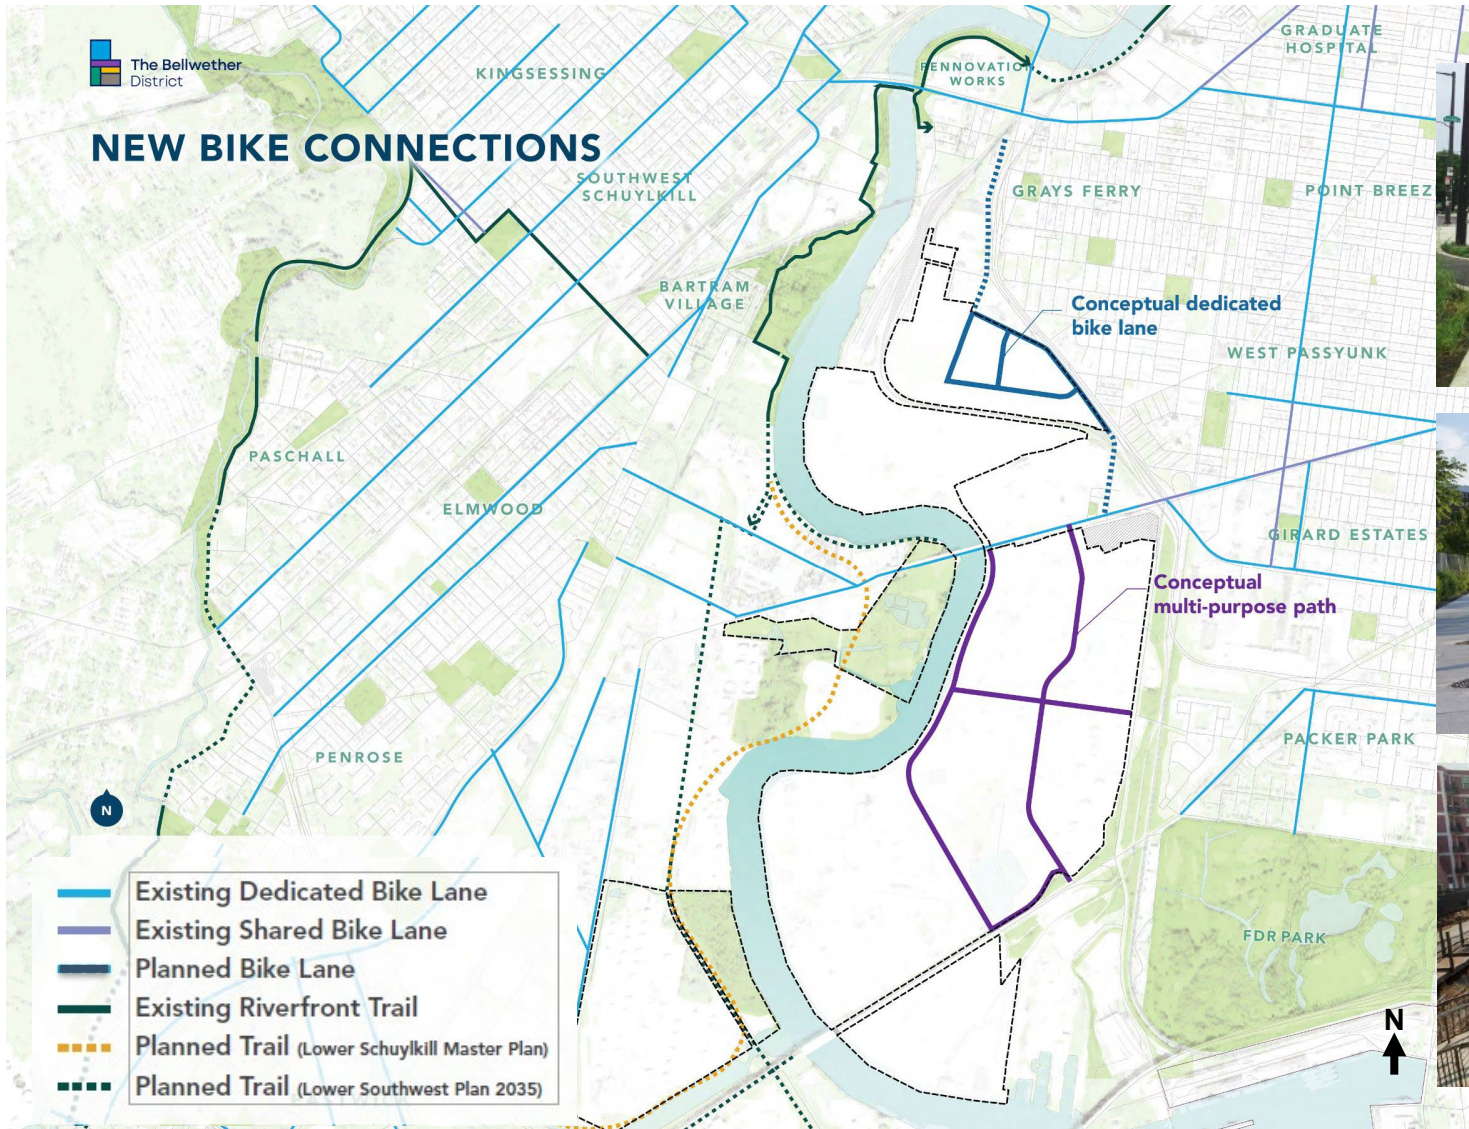 The Bellwether
District
NEW BIKE CONNECTIONS
KINGSESSING
PENNOVATION
WORKS
GRADUATE
HOSPITAL
SOUTHWEST
SCHUYLKILL
GRAYS FERRY
POINT BREEZ
BARTRAM
VILLAGE
Conceptual dedicated
bike lane
WEST PASSYUNK
PASCHALL
ELMWOOD
GIRARD ESTATES
Conceptual
multi-purpose path
PENROSE
PACKER PARK
N
FDR PARK
N
Existing Dedicated Bike Lane
Existing Shared Bike Lane
Planned Bike Lane
Existing Riverfront Trail
Planned Trail (Lower Schuylkill Master Plan)
Planned Trail (Lower Southwest Plan 2035)